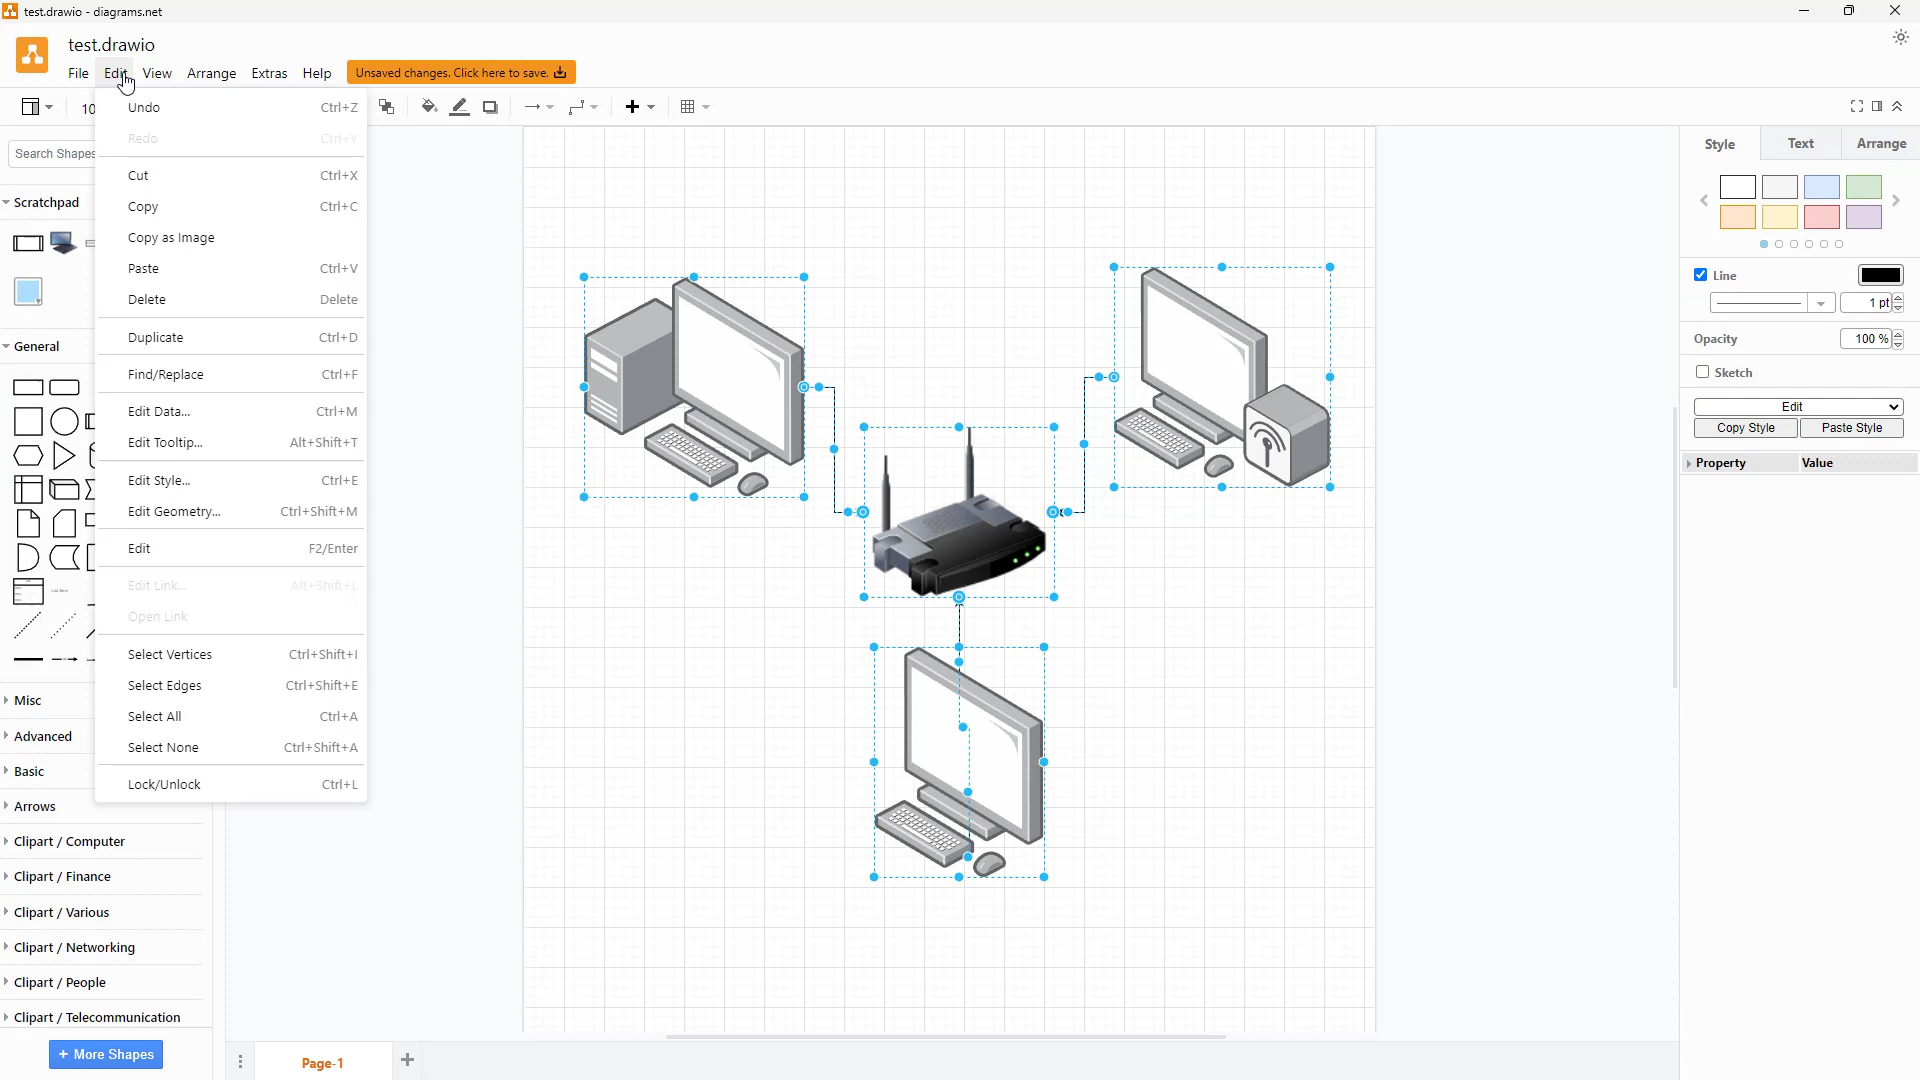 test.drawio - diagrams.net
test.drawio
File Edit View Arrange Extras Help Unsaved changes. Click here to save.
10
Undo Ctrl+Z
Redo Ctrl+Y
Cut Ctrl+X
Copy Ctrl+C
Copy as Image
Paste Ctrl+V
Delete Delete
Duplicate Ctrl+D
Find/Replace Ctrl+F
Edit Data... Ctrl+M
Edit Tooltip... Alt+Shift+T
Edit Style... Ctrl+E
Edit Geometry... Ctrl+Shift+M
Edit F2/Enter
Edit Link... Alt+Shift+L
Open Link
Select Vertices Ctrl+Shift+I
Select Edges Ctrl+Shift+E
Select All Ctrl+A
Select None Ctrl+Shift+A
Lock/Unlock Ctrl+L
Search Shapes
Scratchpad
General
Misc
Advanced
Basic
Arrows
Clipart / Computer
Clipart / Finance
Clipart / Various
Clipart / Networking
Clipart / People
Clipart / Telecommunication
+ More Shapes
Page-1
Style Text Arrange
Line
1 pt
Opacity 100 %
Sketch
Edit
Copy Style Paste Style
Property Value